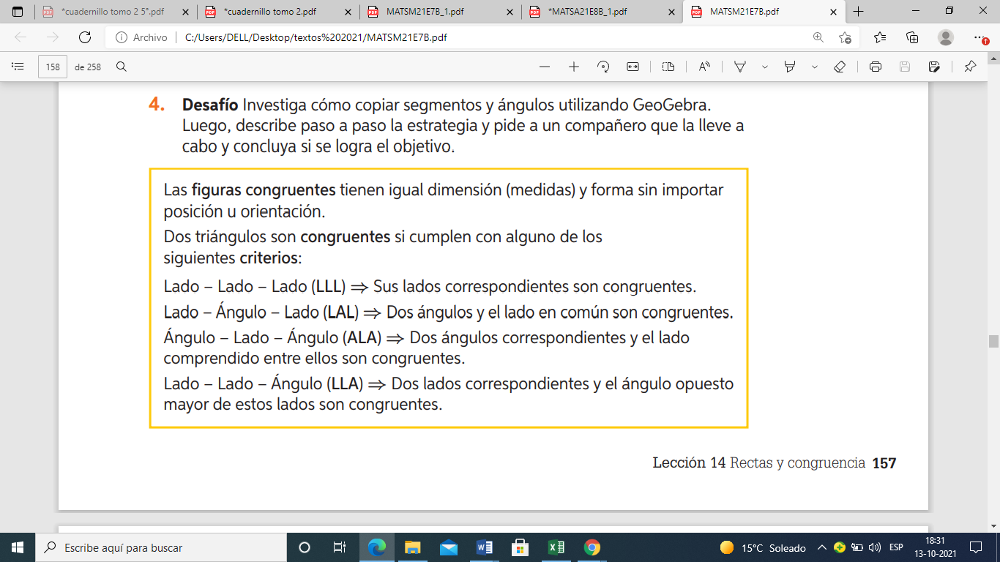 *cuadernillo tomo 2 5°.pdf
*cuadernillo tomo 2.pdf
MATSM21E7B_1.pdf
*MATSA21E8B_1.pdf
MATSM21E7B.pdf
Archivo
C:/Users/DELL/Desktop/textos%202021/MATSM21E7B.pdf
158 de 258
4. Desafío Investiga cómo copiar segmentos y ángulos utilizando GeoGebra.
Luego, describe paso a paso la estrategia y pide a un compañero que la lleve a
cabo y concluya si se logra el objetivo.
Las figuras congruentes tienen igual dimensión (medidas) y forma sin importar
posición u orientación.
Dos triángulos son congruentes si cumplen con alguno de los
siguientes criterios:
Lado – Lado – Lado (LLL) ⇒ Sus lados correspondientes son congruentes.
Lado – Ángulo – Lado (LAL) ⇒ Dos ángulos y el lado en común son congruentes.
Ángulo – Lado – Ángulo (ALA) ⇒ Dos ángulos correspondientes y el lado
comprendido entre ellos son congruentes.
Lado – Lado – Ángulo (LLA) ⇒ Dos lados correspondientes y el ángulo opuesto
mayor de estos lados son congruentes.
Lección 14 Rectas y congruencia 157
Escribe aquí para buscar
15°C Soleado
ESP
18:31
13-10-2021